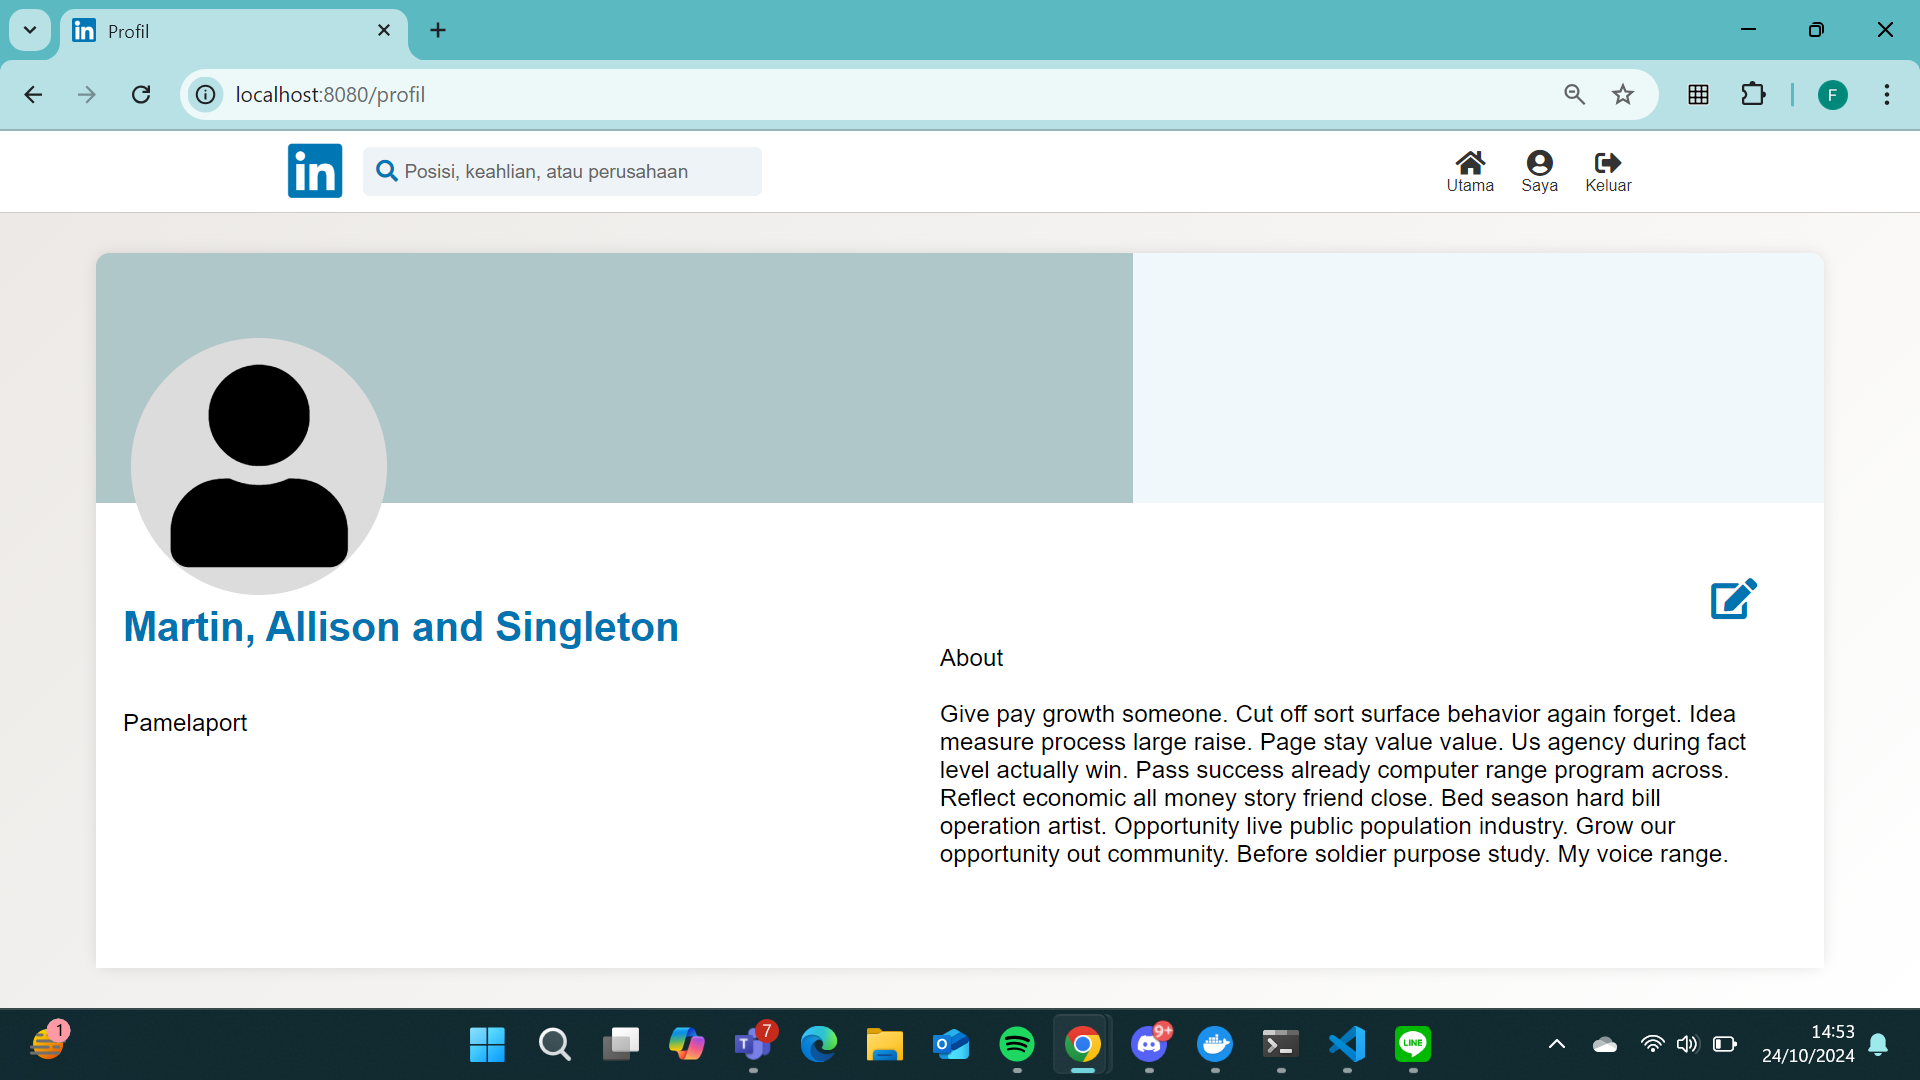 Profil
localhost:8080/profil
F
in
Posisi, keahlian, atau perusahaan
Utama
Saya
Keluar
Martin, Allison and Singleton
Pamelaport
About
Give pay growth someone. Cut off sort surface behavior again forget. Idea
measure process large raise. Page stay value value. Us agency during fact
level actually win. Pass success already computer range program across.
Reflect economic all money story friend close. Bed season hard bill
operation artist. Opportunity live public population industry. Grow our
opportunity out community. Before soldier purpose study. My voice range.
1
7
9+
LINE
14:53
24/10/2024